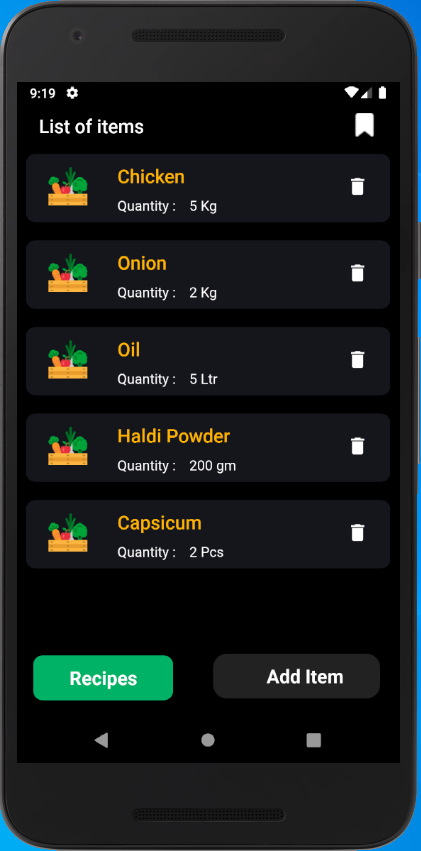 9:19
List of items
Chicken
Quantity : 5 Kg
Onion
Quantity : 2 Kg
Oil
Quantity : 5 Ltr
Haldi Powder
Quantity : 200 gm
Capsicum
Quantity : 2 Pcs
Recipes
Add Item